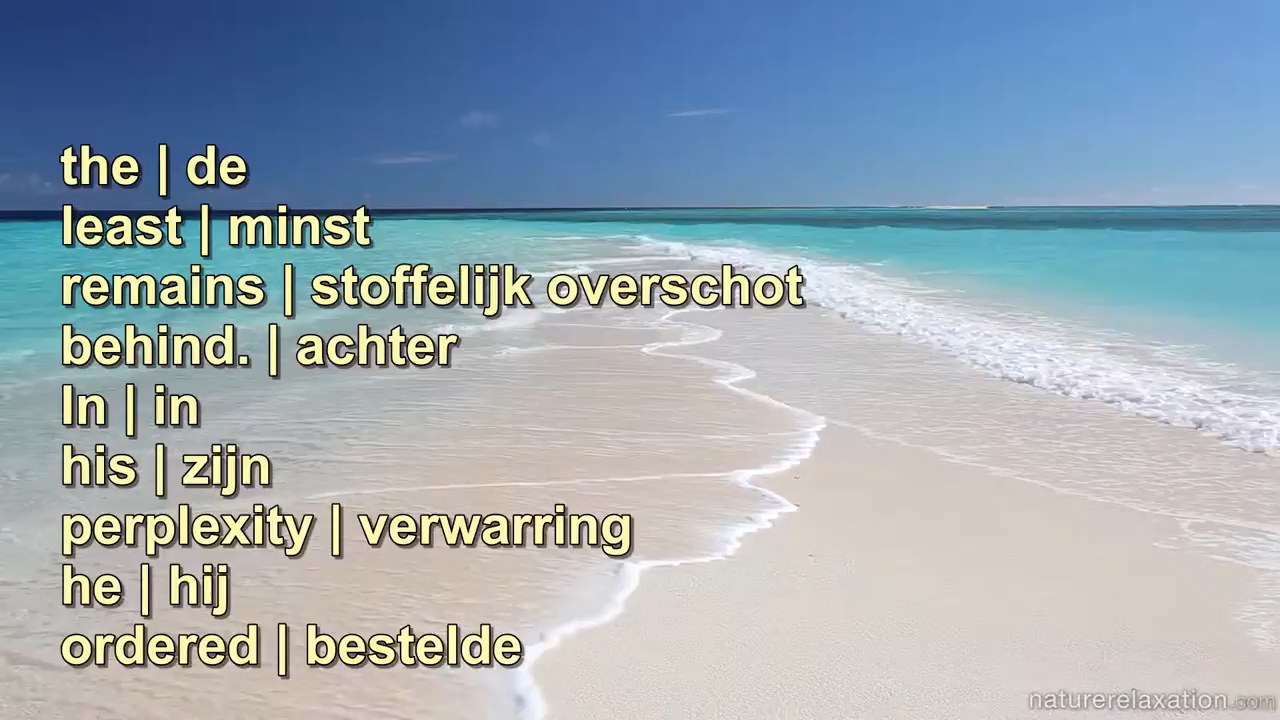 the | de
least | minst
remains | stoffelijk overschot
behind. | achter
In | in
his | zijn
perplexity | verwarring
he | hij
ordered | bestelde
naturerelaxation.com